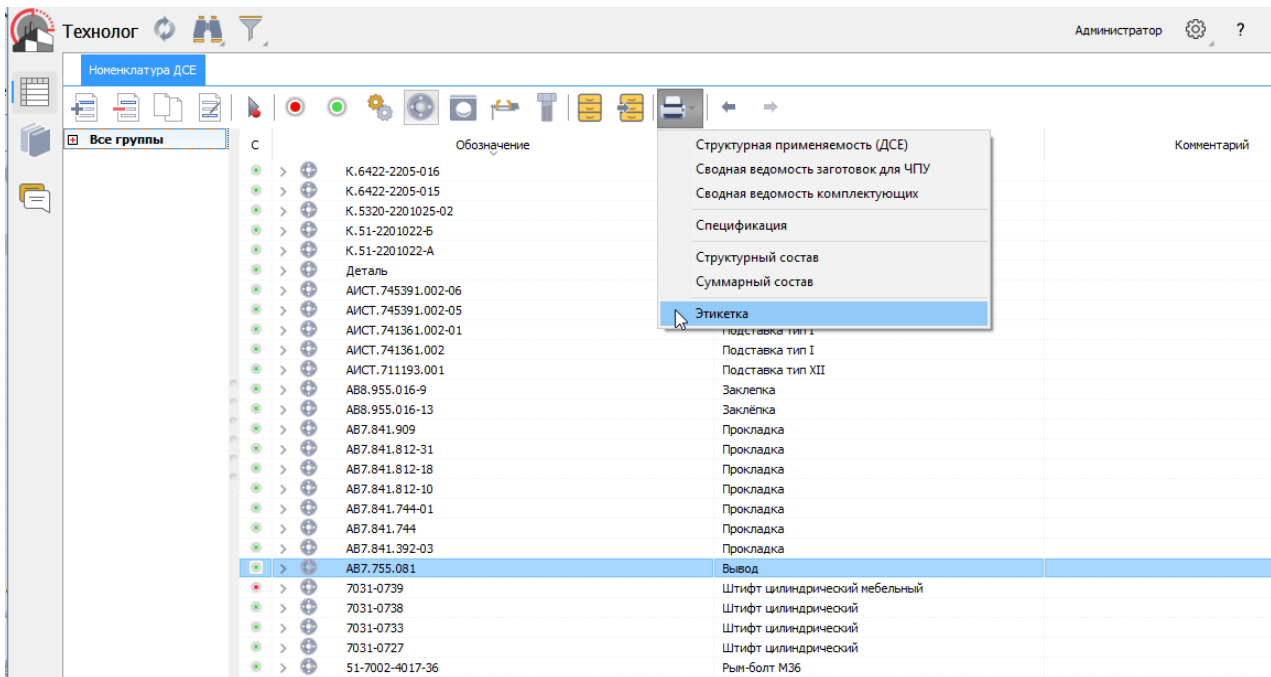 Технолог
Администратор
?
Номенклатура ДСЕ
Все группы
С Обозначение Комментарий
Структурная применяемость (ДСЕ)
Сводная ведомость заготовок для ЧПУ
Сводная ведомость комплектующих
Спецификация
Структурный состав
Суммарный состав
Этикетка
К.6422-2205-016
К.6422-2205-015
К.5320-2201025-02
К.51-2201022-Б
К.51-2201022-А
Деталь
АИСТ.745391.002-06
АИСТ.745391.002-05
АИСТ.741361.002-01 Подставка тип I
АИСТ.741361.002 Подставка тип I
АИСТ.711193.001 Подставка тип XII
АВ8.955.016-9 Заклепка
АВ8.955.016-13 Заклёпка
АВ7.841.909 Прокладка
АВ7.841.812-31 Прокладка
АВ7.841.812-18 Прокладка
АВ7.841.812-10 Прокладка
АВ7.841.744-01 Прокладка
АВ7.841.744 Прокладка
АВ7.841.392-03 Прокладка
АВ7.755.081 Вывод
7031-0739 Штифт цилиндрический мебельный
7031-0738 Штифт цилиндрический
7031-0733 Штифт цилиндрический
7031-0727 Штифт цилиндрический
51-7002-4017-36 Рым-болт М36